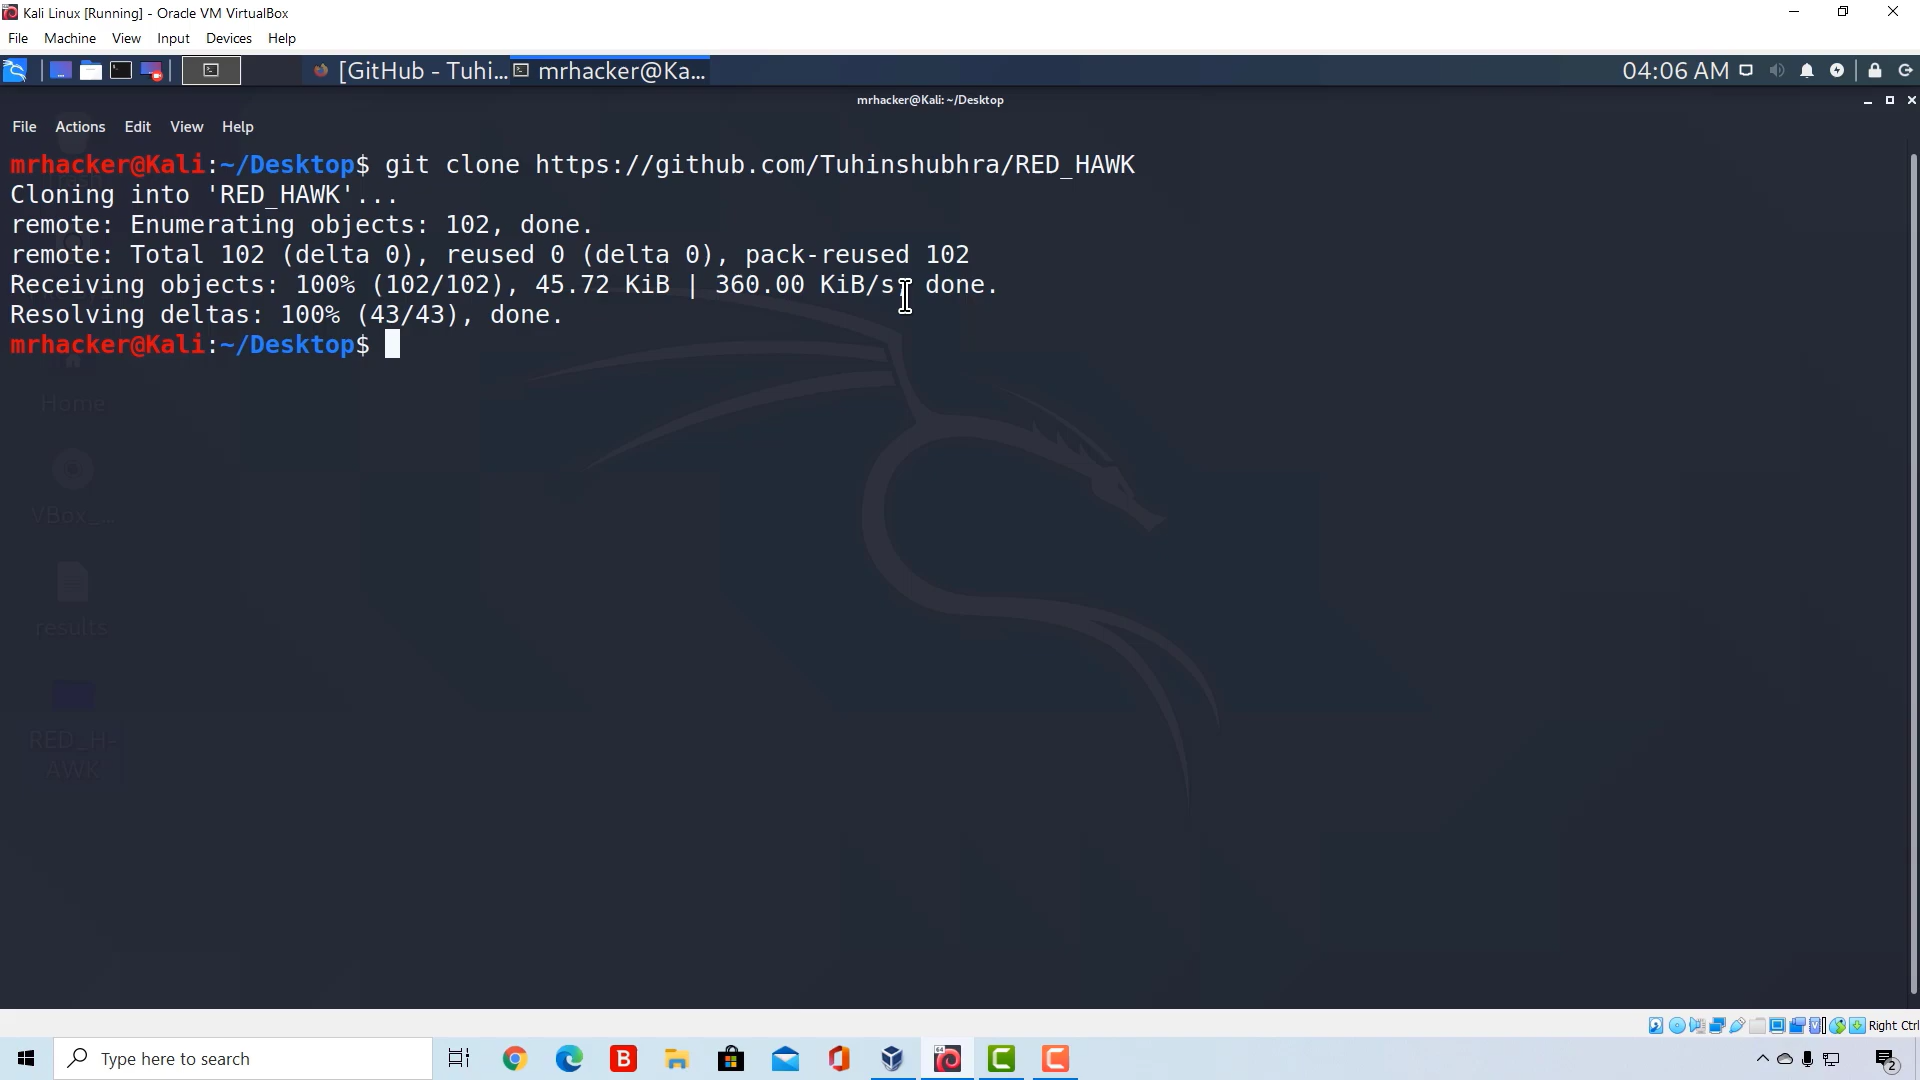 Kali Linux [Running] - Oracle VM VirtualBox
File Machine View Input Devices Help
[GitHub - Tuhi... mrhacker@Ka... 04:06 AM
mrhacker@Kali: ~/Desktop
File Actions Edit View Help
mrhacker@Kali:~/Desktop$ git clone https://github.com/Tuhinshubhra/RED_HAWK
Cloning into 'RED_HAWK'...
remote: Enumerating objects: 102, done.
remote: Total 102 (delta 0), reused 0 (delta 0), pack-reused 102
Receiving objects: 100% (102/102), 45.72 KiB | 360.00 KiB/s, done.
Resolving deltas: 100% (43/43), done.
mrhacker@Kali:~/Desktop$
Home
VBox_...
results
RED_H-
AWK
Right Ctrl
Type here to search
B
2